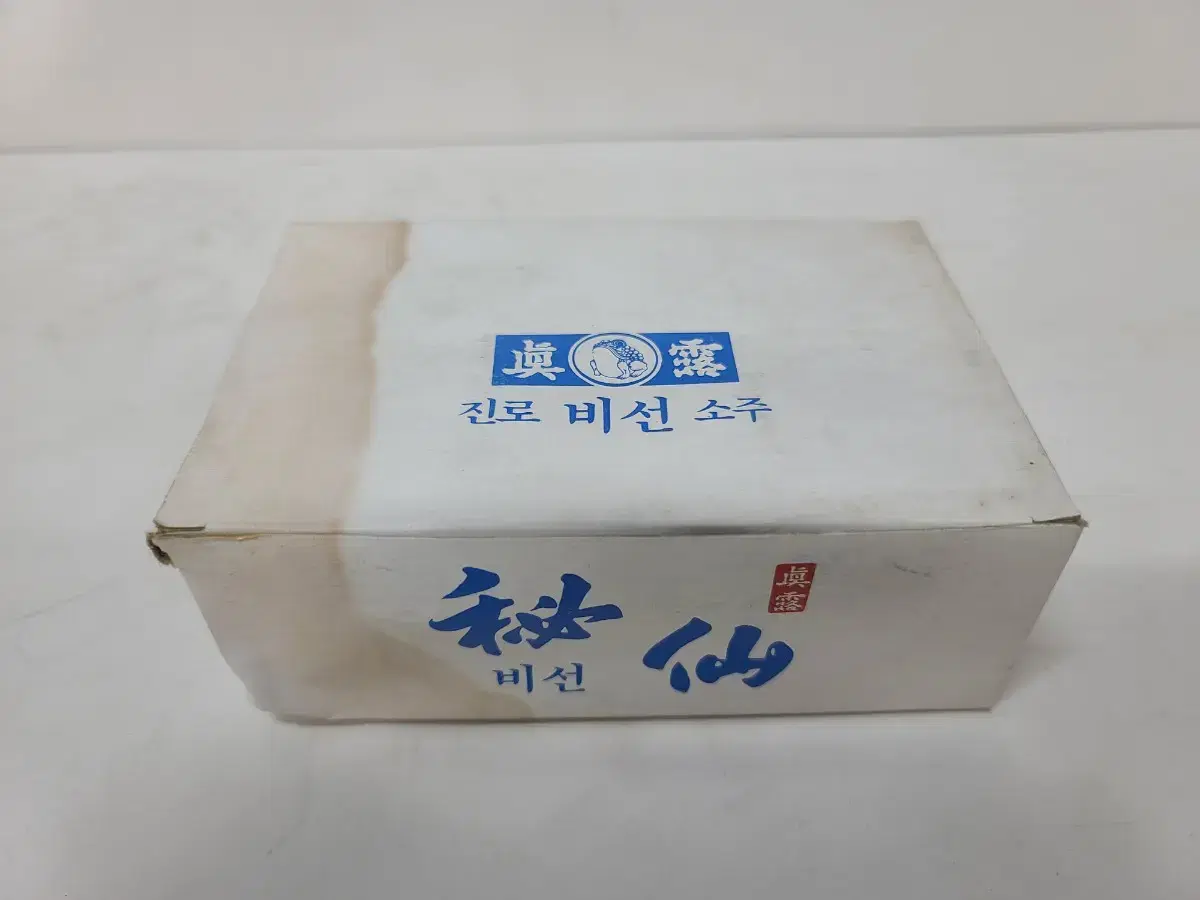 眞露
진로 비선 소주
秘仙
비선
眞露